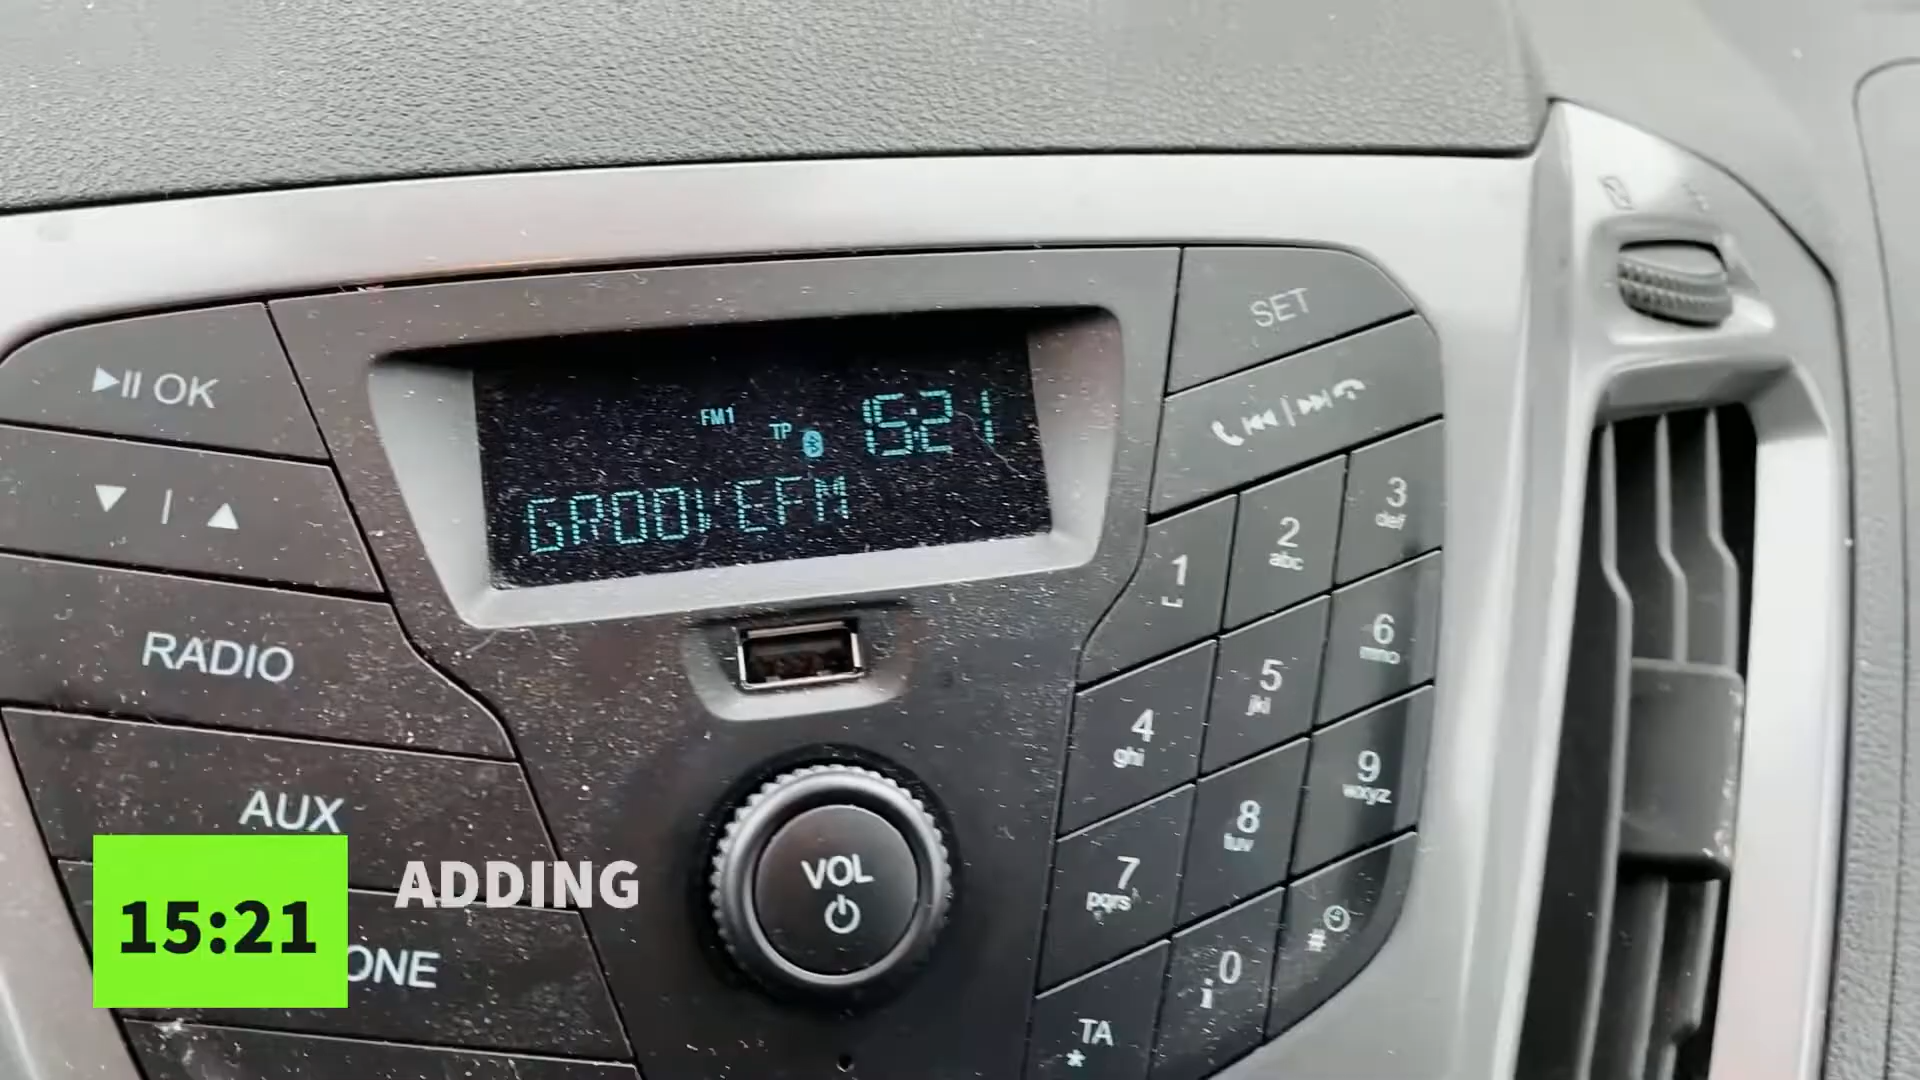 SET
OK
FM1 TP 15:21
GROOVEFM
RADIO
AUX
ONE
VOL
1
2 abc
3 def
4 ghi
5 jkl
6 mno
7 pqrs
8 tuv
9 wxyz
TA *
0
#
15:21
ADDING